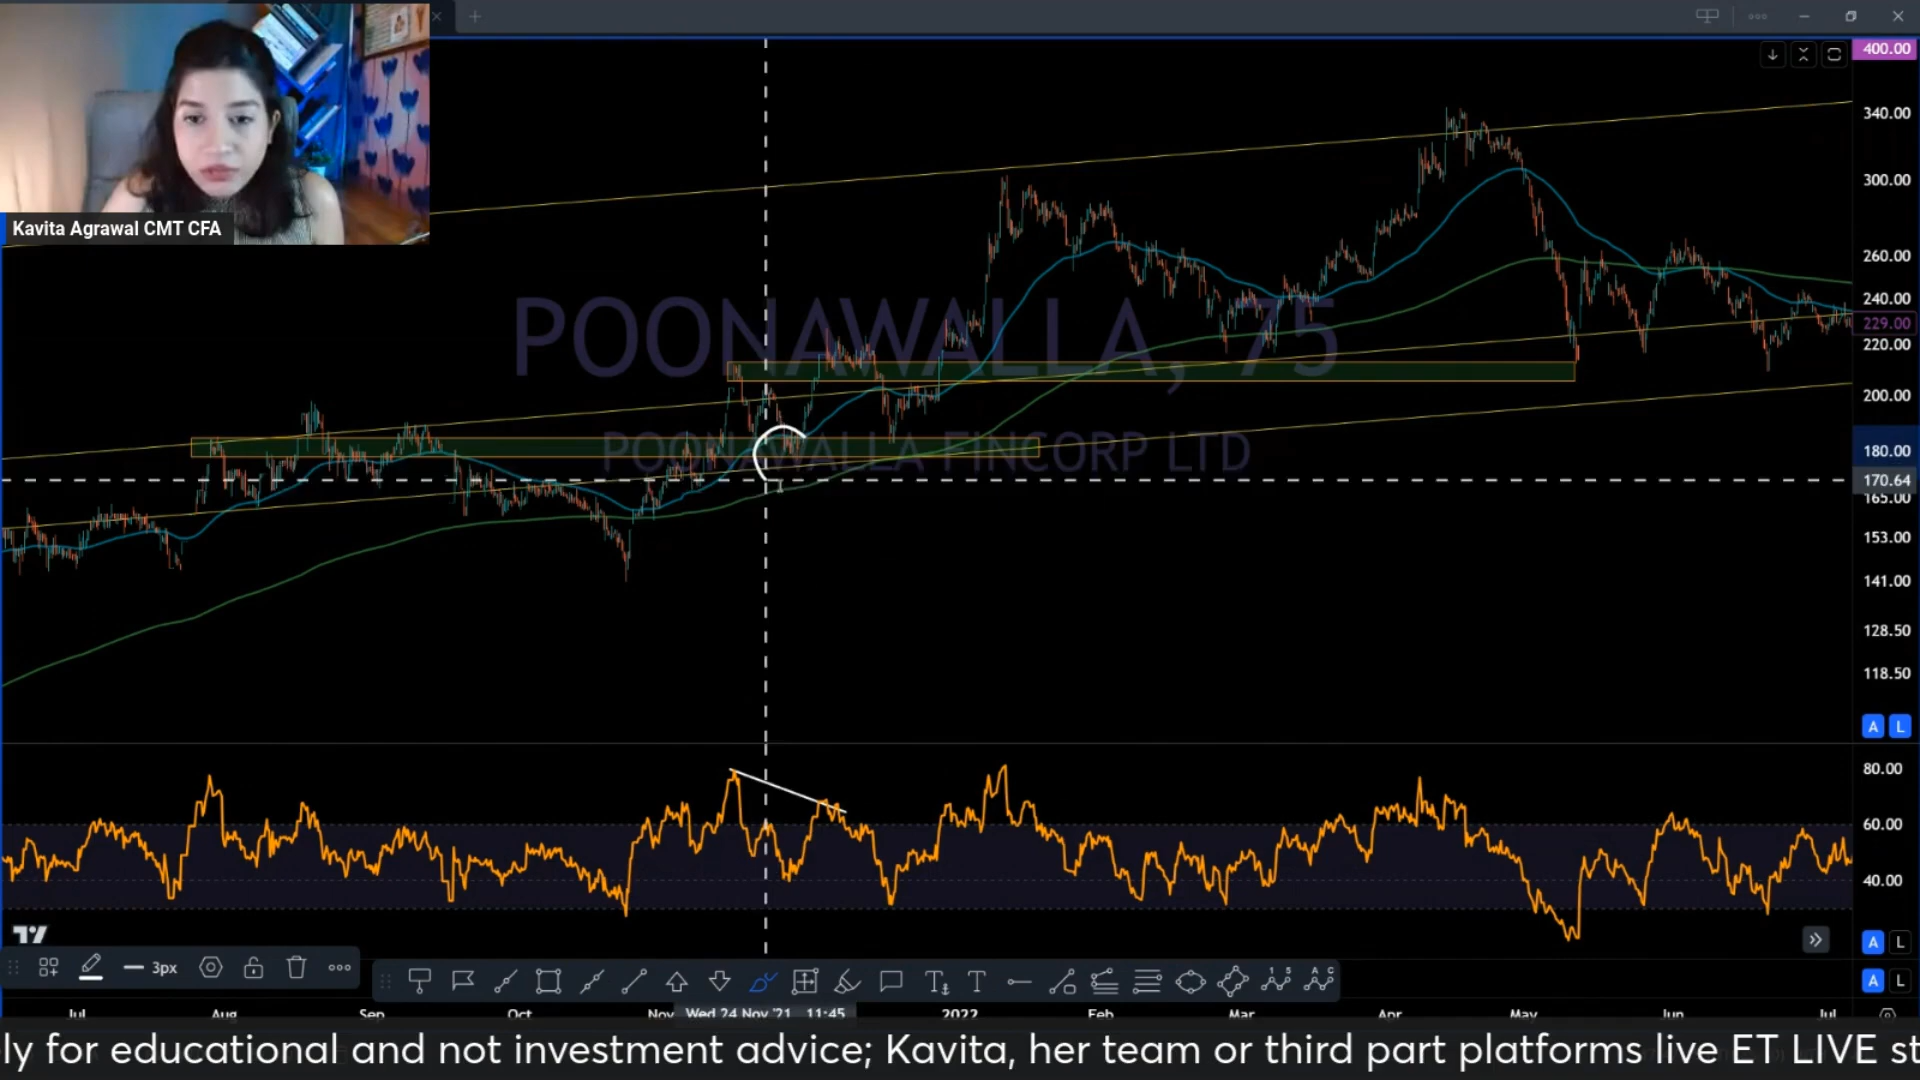 400.00
340.00
300.00
Kavita Agrawal CMT CFA
260.00
POONAWALLA, 75
240.00
229.00
220.00
200.00
POONAWALLA FINCORP LTD
180.00
170.64
165.00
153.00
141.00
128.50
118.50
A L
80.00
60.00
40.00
A L
3px
T T
A L
Jul Aug Sep Oct Nov Wed 24 Nov '21 11:45 2022 Feb Mar Apr May Jun Jul
ly for educational and not investment advice; Kavita, her team or third part platforms live ET LIVE st